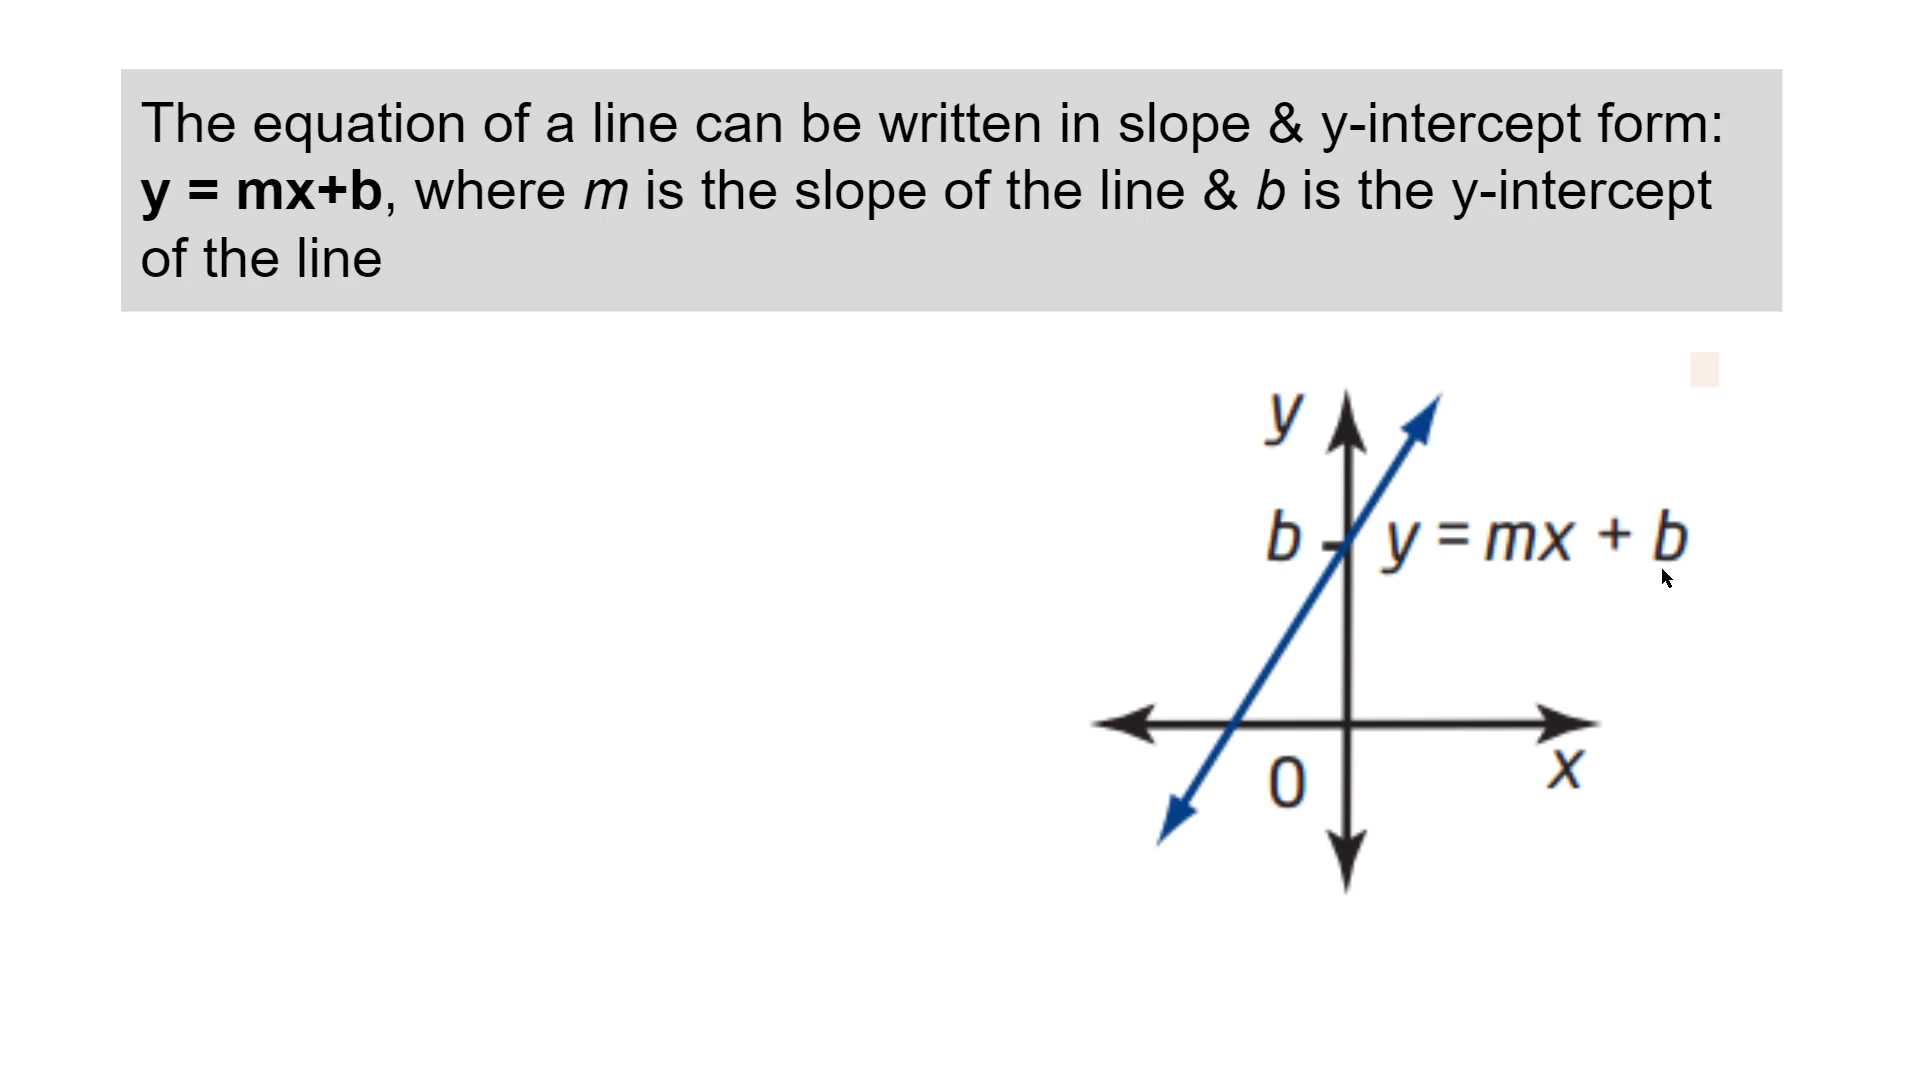 The equation of a line can be written in slope & y-intercept form:
y = mx+b, where m is the slope of the line & b is the y-intercept
of the line
y
b
y = mx + b
0
x